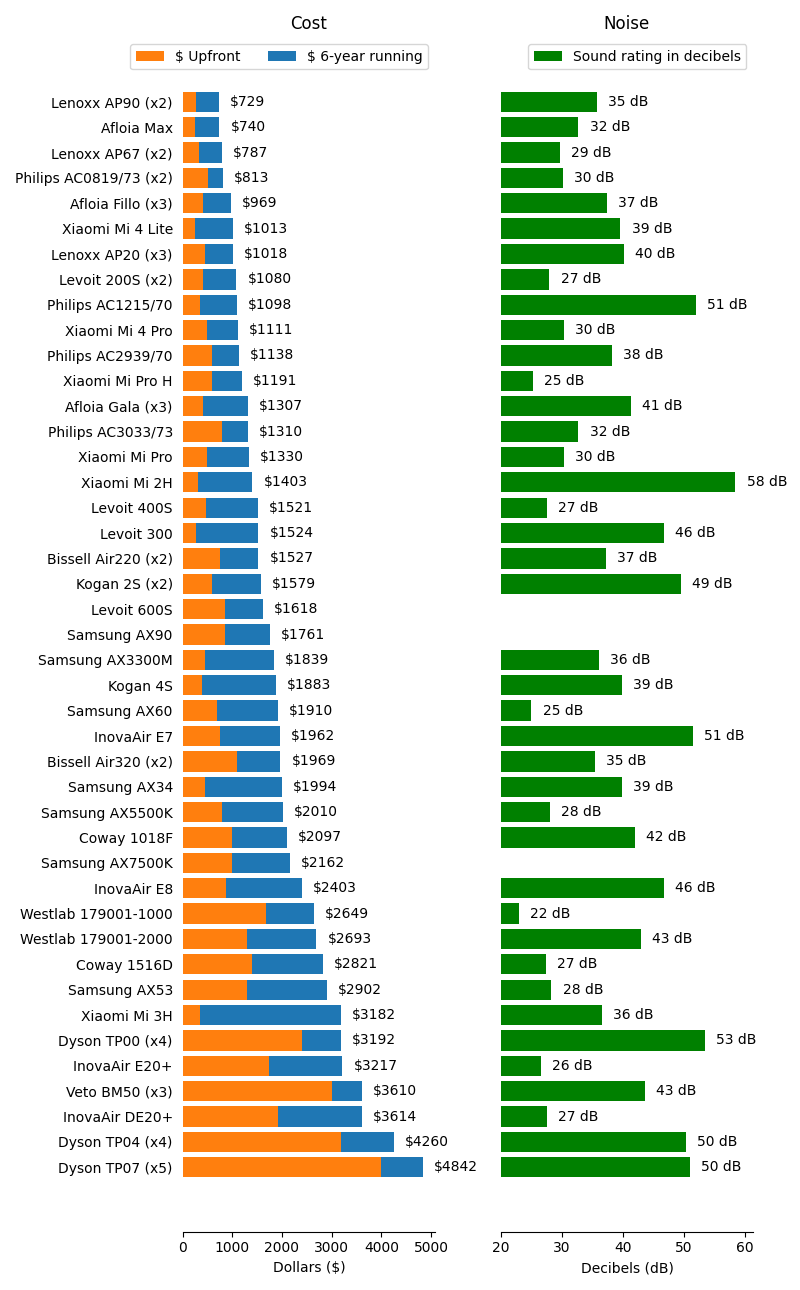 Cost Noise
$ Upfront $ 6-year running Sound rating in decibels
Lenoxx AP90 (x2) $729 35 dB
Afloia Max $740 32 dB
Lenoxx AP67 (x2) $787 29 dB
Philips AC0819/73 (x2) $813 30 dB
Afloia Fillo (x3) $969 37 dB
Xiaomi Mi 4 Lite $1013 39 dB
Lenoxx AP20 (x3) $1018 40 dB
Levoit 200S (x2) $1080 27 dB
Philips AC1215/70 $1098 51 dB
Xiaomi Mi 4 Pro $1111 30 dB
Philips AC2939/70 $1138 38 dB
Xiaomi Mi Pro H $1191 25 dB
Afloia Gala (x3) $1307 41 dB
Philips AC3033/73 $1310 32 dB
Xiaomi Mi Pro $1330 30 dB
Xiaomi Mi 2H $1403 58 dB
Levoit 400S $1521 27 dB
Levoit 300 $1524 46 dB
Bissell Air220 (x2) $1527 37 dB
Kogan 2S (x2) $1579 49 dB
Levoit 600S $1618
Samsung AX90 $1761
Samsung AX3300M $1839 36 dB
Kogan 4S $1883 39 dB
Samsung AX60 $1910 25 dB
InovaAir E7 $1962 51 dB
Bissell Air320 (x2) $1969 35 dB
Samsung AX34 $1994 39 dB
Samsung AX5500K $2010 28 dB
Coway 1018F $2097 42 dB
Samsung AX7500K $2162
InovaAir E8 $2403 46 dB
Westlab 179001-1000 $2649 22 dB
Westlab 179001-2000 $2693 43 dB
Coway 1516D $2821 27 dB
Samsung AX53 $2902 28 dB
Xiaomi Mi 3H $3182 36 dB
Dyson TP00 (x4) $3192 53 dB
InovaAir E20+ $3217 26 dB
Veto BM50 (x3) $3610 43 dB
InovaAir DE20+ $3614 27 dB
Dyson TP04 (x4) $4260 50 dB
Dyson TP07 (x5) $4842 50 dB
0 1000 2000 3000 4000 5000 20 30 40 50 60
Dollars ($) Decibels (dB)